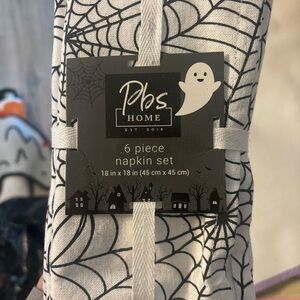 Pbs
HOME
EST 2018
6 piece
napkin set
18 in x 18 in (45 cm x 45 cm)